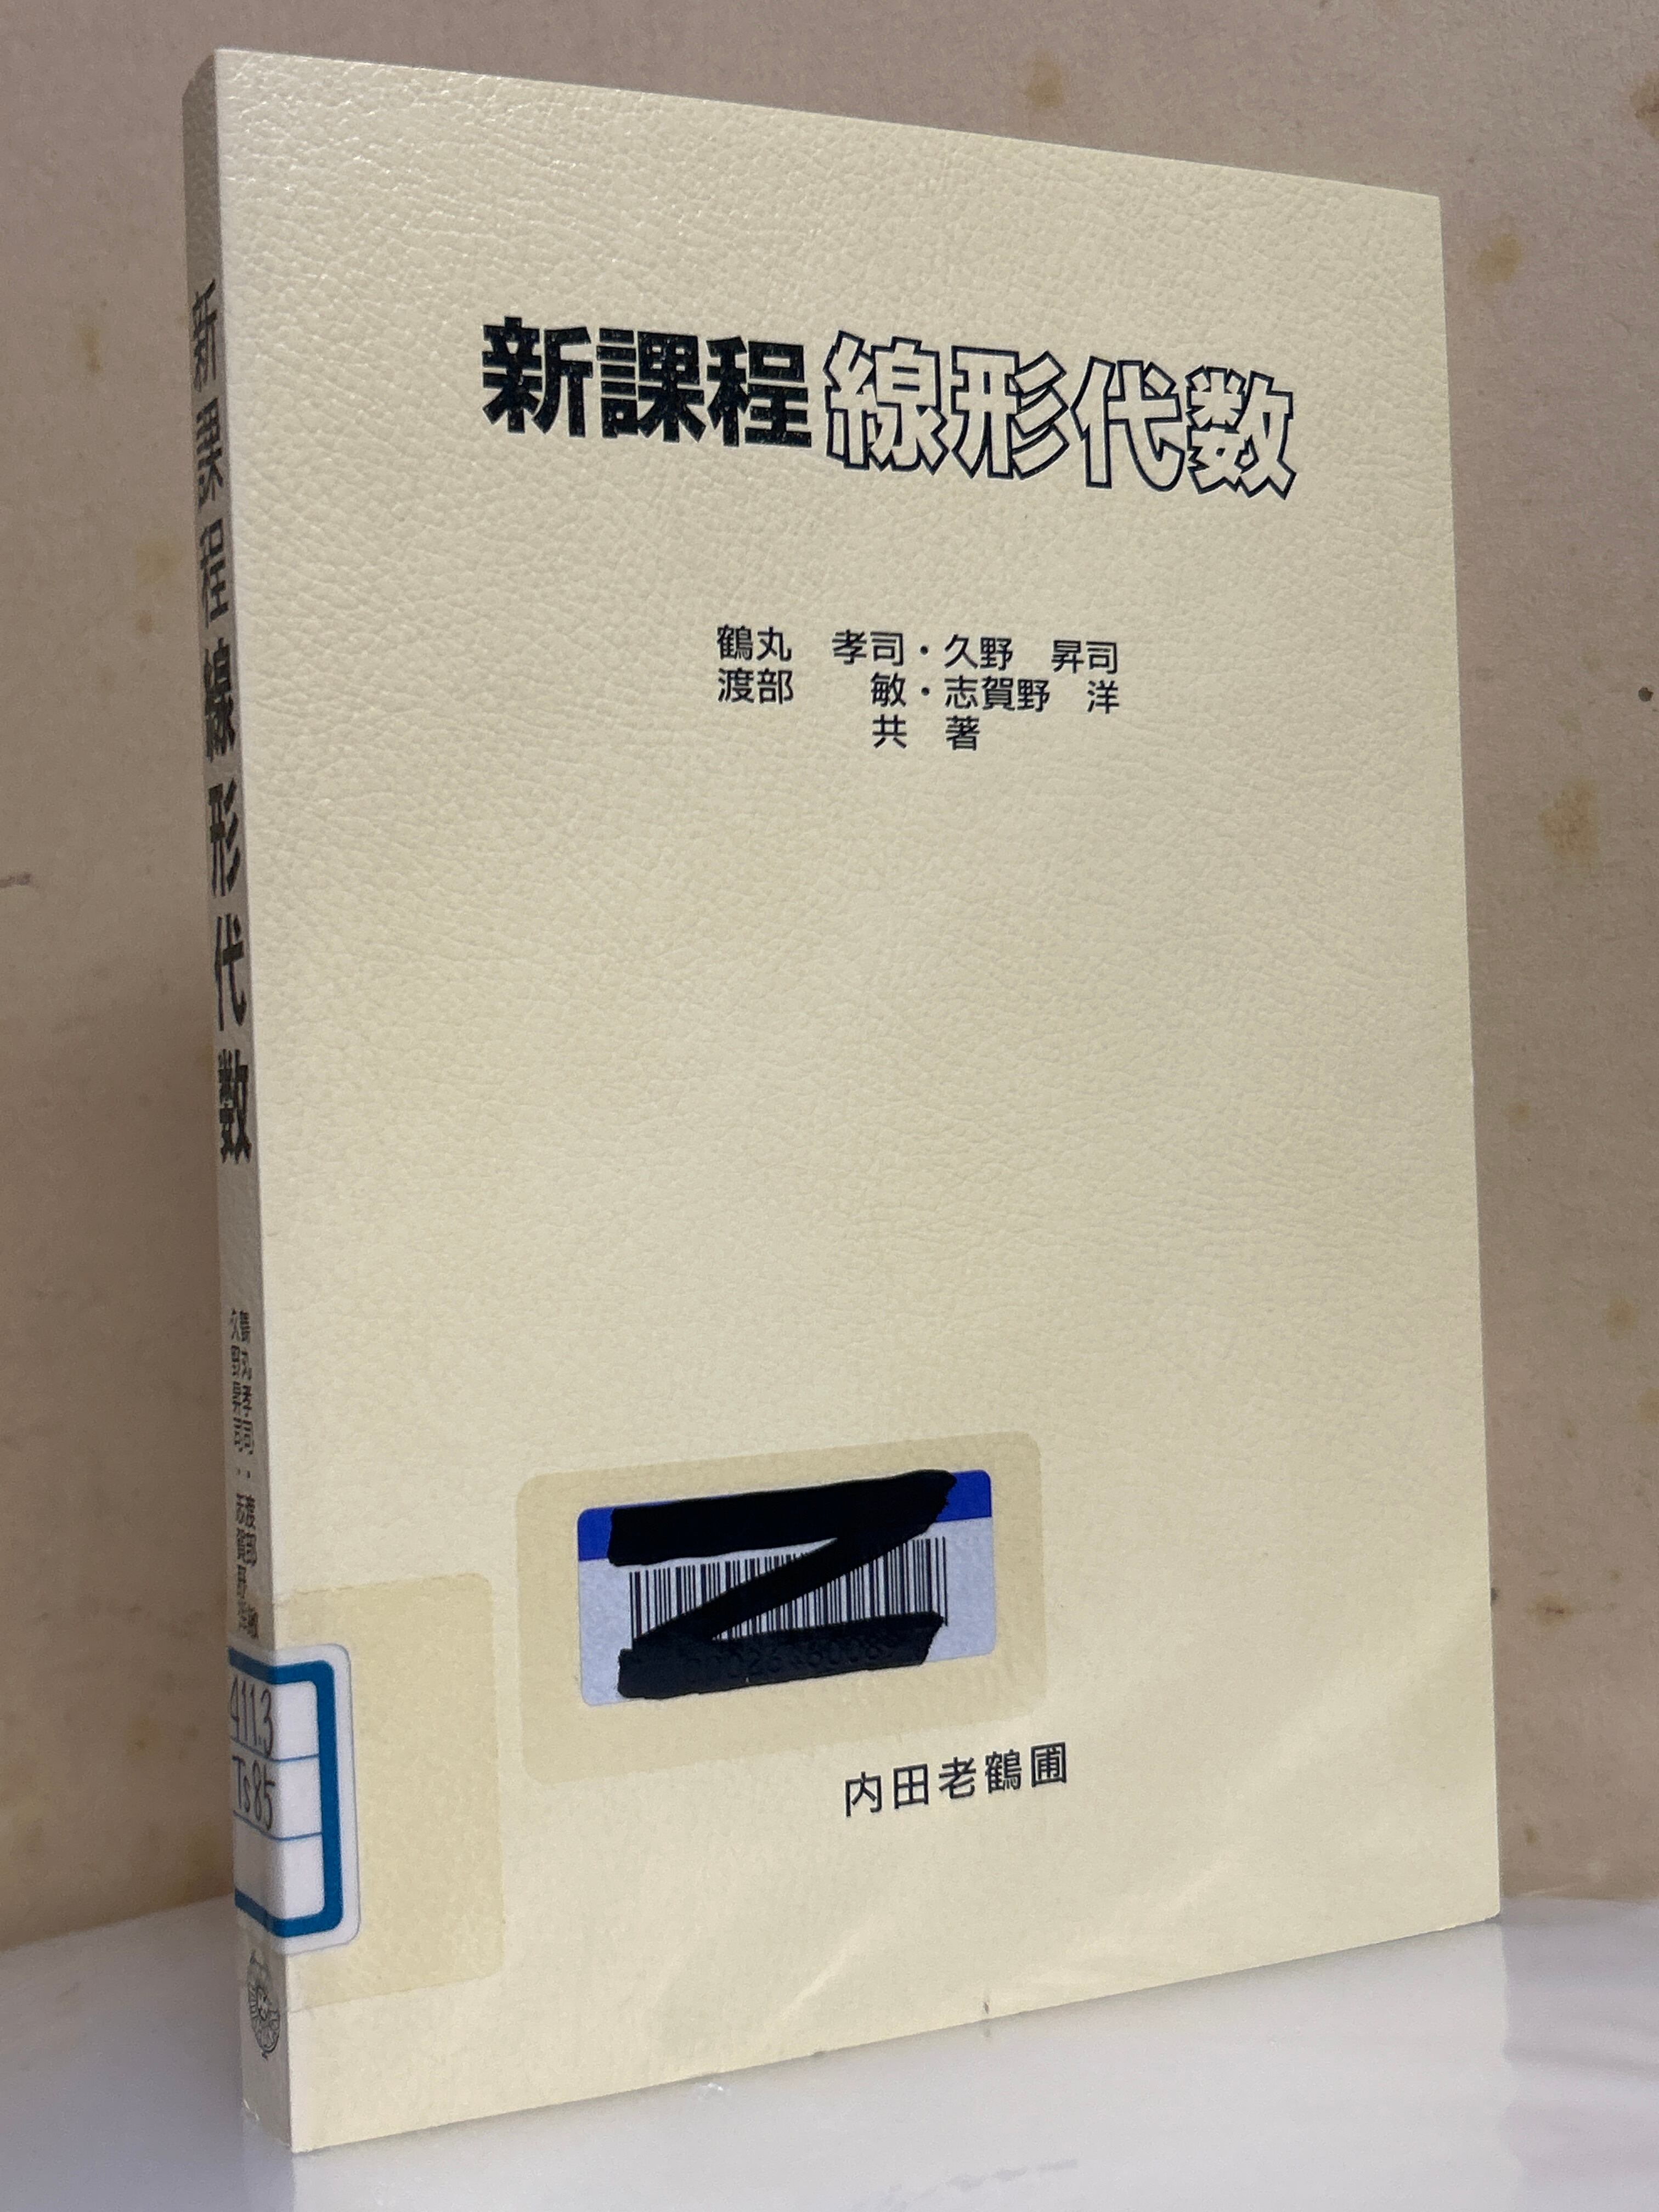 新課程線形代数
鶴丸 孝司・久野 昇司
渡部 敏・志賀野 洋
共著
内田老鶴圃
新課程線形代数
鶴丸孝司・渡部 敏
久野昇司・志賀野洋
411.3
Ts85